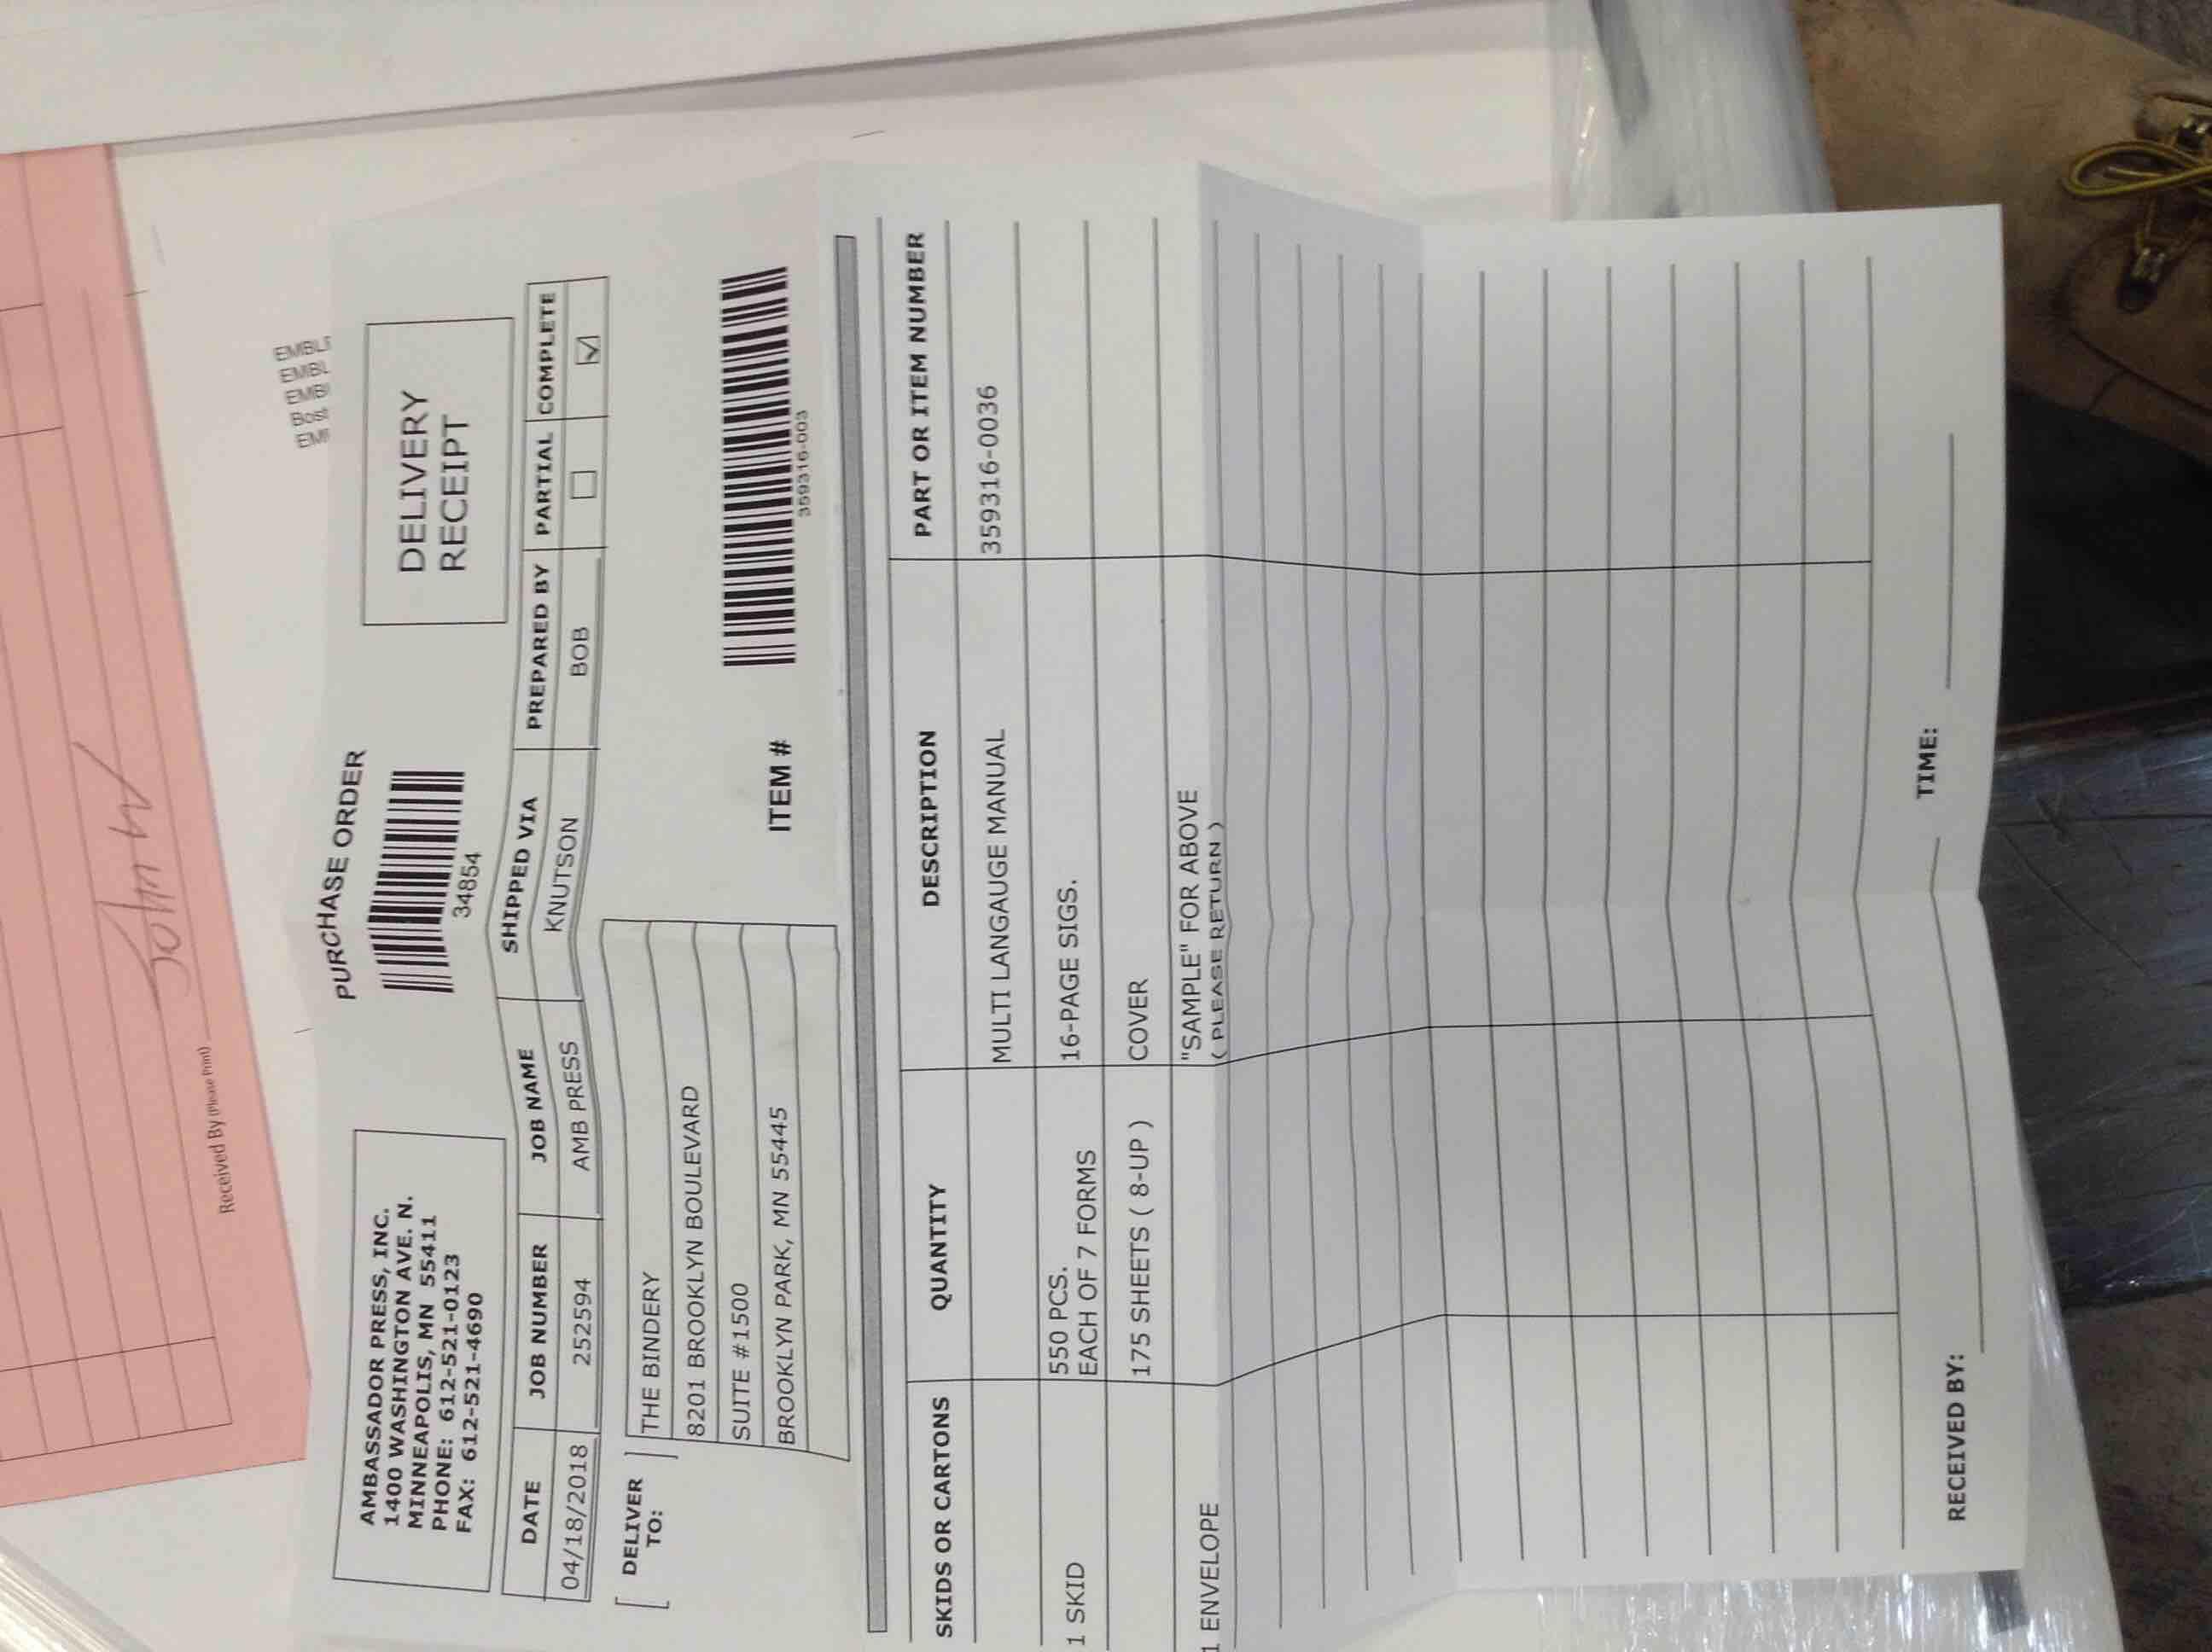 John W
Received By (Please Print)
EMBL
EMBL
EMB
Bost
EM
AMBASSADOR PRESS, INC.
1400 WASHINGTON AVE. N.
MINNEAPOLIS, MN 55411
PHONE: 612-521-0123
FAX: 612-521-4690
PURCHASE ORDER
34854
DELIVERY
RECEIPT
DATE JOB NUMBER JOB NAME SHIPPED VIA PREPARED BY PARTIAL COMPLETE
04/18/2018 252594 AMB PRESS KNUTSON BOB ☐ ☑
[ DELIVER TO: ]
THE BINDERY
8201 BROOKLYN BOULEVARD
SUITE #1500
BROOKLYN PARK, MN 55445
ITEM #
359316-003
SKIDS OR CARTONS QUANTITY DESCRIPTION PART OR ITEM NUMBER
MULTI LANGAUGE MANUAL 359316-0036
1 SKID 550 PCS. 16-PAGE SIGS.
EACH OF 7 FORMS
175 SHEETS ( 8-UP ) COVER
1 ENVELOPE "SAMPLE" FOR ABOVE
( PLEASE RETURN )
RECEIVED BY: TIME: